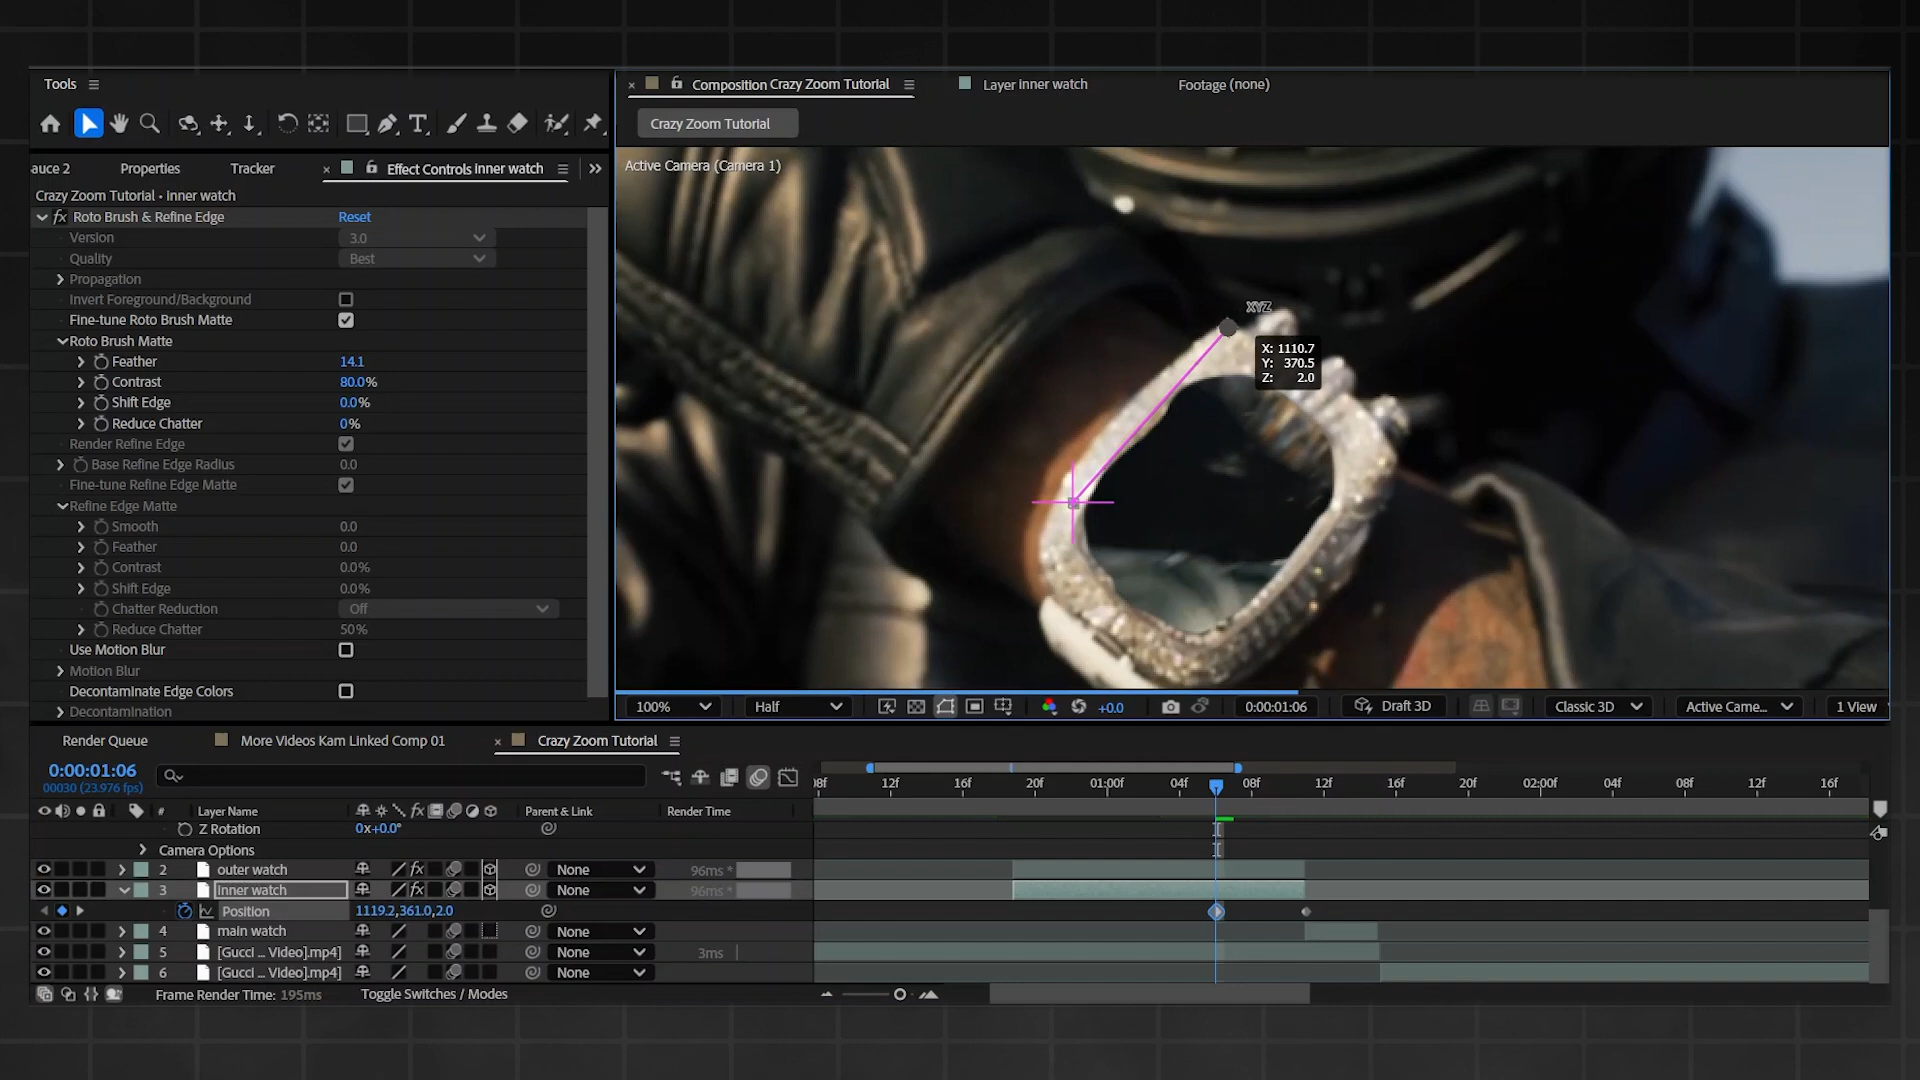 Tools
Composition Crazy Zoom Tutorial
Layer inner watch
Footage (none)
Crazy Zoom Tutorial
auce 2
Properties
Tracker
Effect Controls inner watch
Crazy Zoom Tutorial • inner watch
fx Roto Brush & Refine Edge Reset
Version 3.0
Quality Best
Propagation
Invert Foreground/Background
Fine-tune Roto Brush Matte
Roto Brush Matte
Feather 14.1
Contrast 80.0%
Shift Edge 0.0%
Reduce Chatter 0%
Render Refine Edge
Base Refine Edge Radius 0.0
Fine-tune Refine Edge Matte
Refine Edge Matte
Smooth 0.0
Feather 0.0
Contrast 0.0%
Shift Edge 0.0%
Chatter Reduction Off
Reduce Chatter 50%
Use Motion Blur
Motion Blur
Decontaminate Edge Colors
Decontamination
Active Camera (Camera 1)
XYZ
X: 1110.7
Y: 370.5
Z: 2.0
100% Half +0.0 0:00:01:06 Draft 3D Classic 3D Active Came... 1 View
Render Queue
More Videos Kam Linked Comp 01
Crazy Zoom Tutorial
0:00:01:06
00030 (23.976 fps)
08f 12f 16f 20f 01:00f 04f 08f 12f 16f 20f 02:00f 04f 08f 12f 16f
# Layer Name fx Parent & Link Render Time
Z Rotation 0x+0.0°
Camera Options
2 outer watch fx None 96ms *
3 inner watch fx None 96ms *
Position 1119.2,361.0,2.0
4 main watch None
5 [Gucci ... Video].mp4] None 3ms
6 [Gucci ... Video].mp4] None
Frame Render Time: 195ms
Toggle Switches / Modes